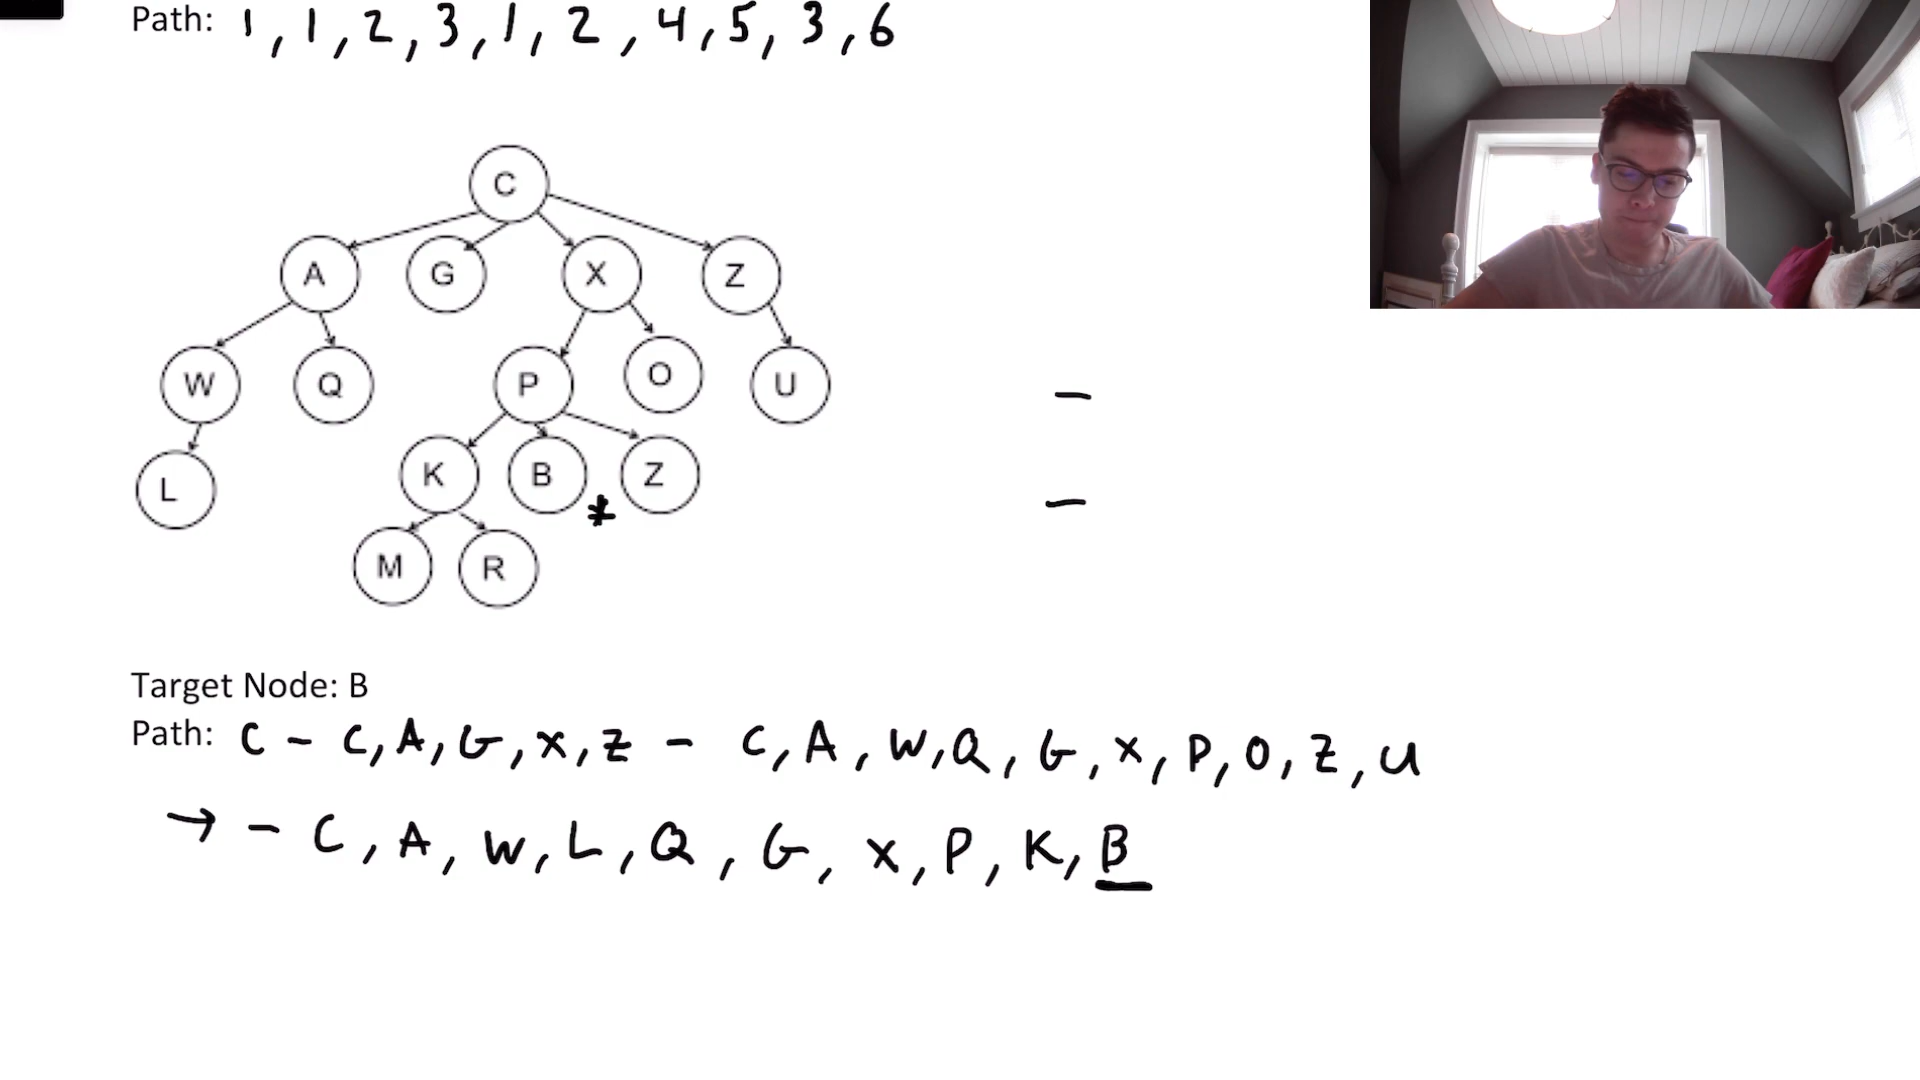 Path: 1, 1, 2, 3, 1, 2, 4, 5, 3, 6
C
A G X Z
W Q P O U
L K B Z
*
M R
–
–
Target Node: B
Path: C – C, A, G, X, Z – C, A, W, Q, G, X, P, O, Z, U
→ – C, A, W, L, Q, G, X, P, K, B